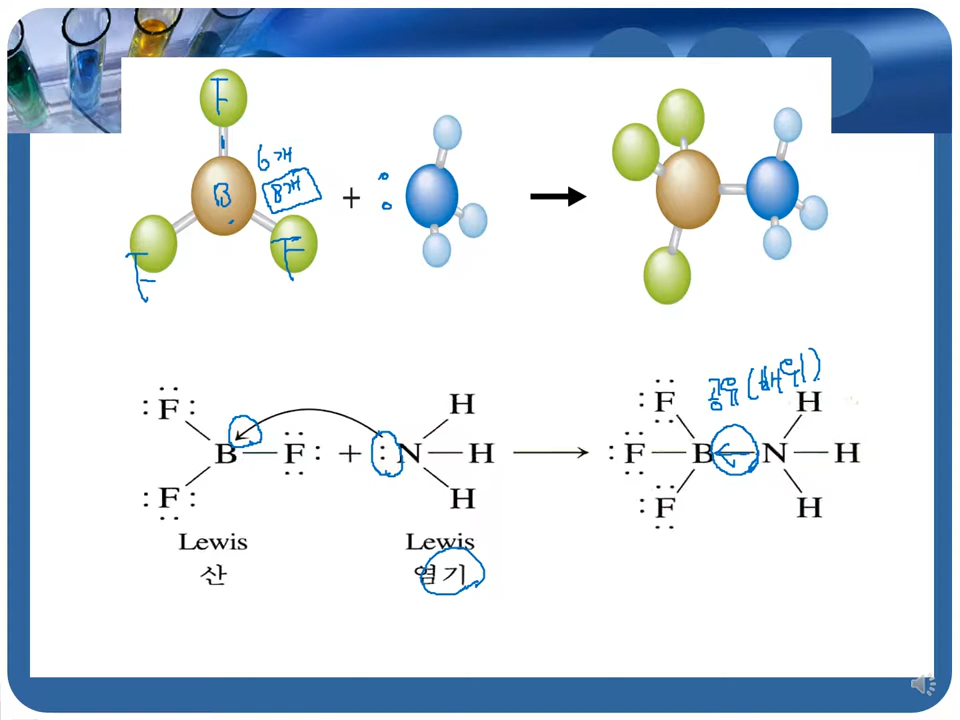 F
6개
B 8개
+
F F
공유 (배위)
F H F H
B F + N H F B N H
F H F H
Lewis Lewis
산 염기